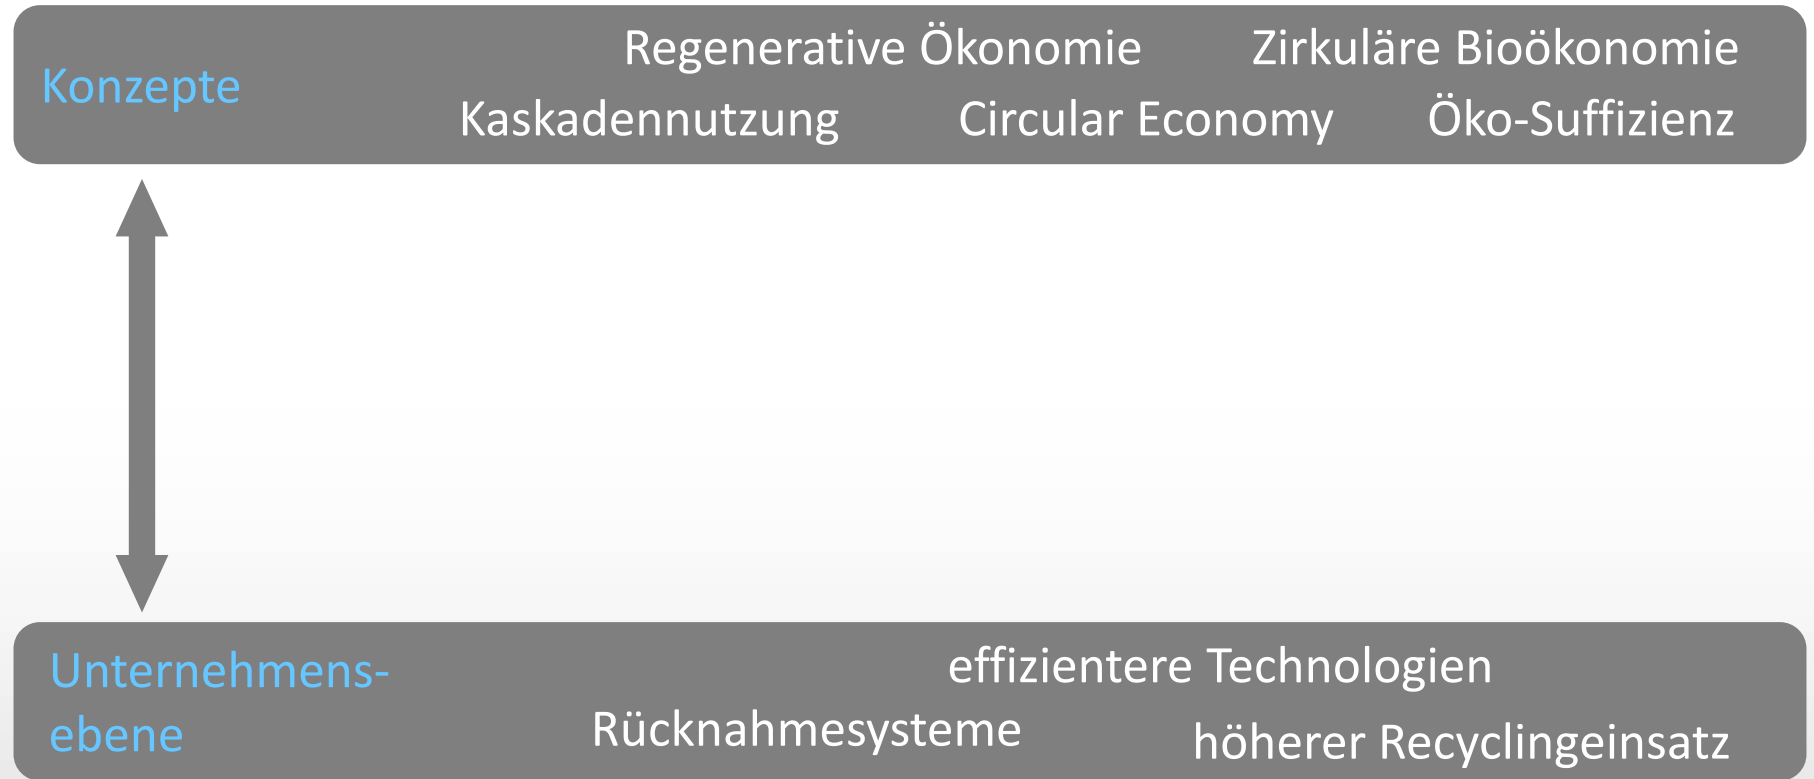 Konzepte
Regenerative Ökonomie
Zirkuläre Bioökonomie
Kaskadennutzung
Circular Economy
Öko-Suffizienz
Unternehmens-
ebene
effizientere Technologien
Rücknahmesysteme
höherer Recyclingeinsatz